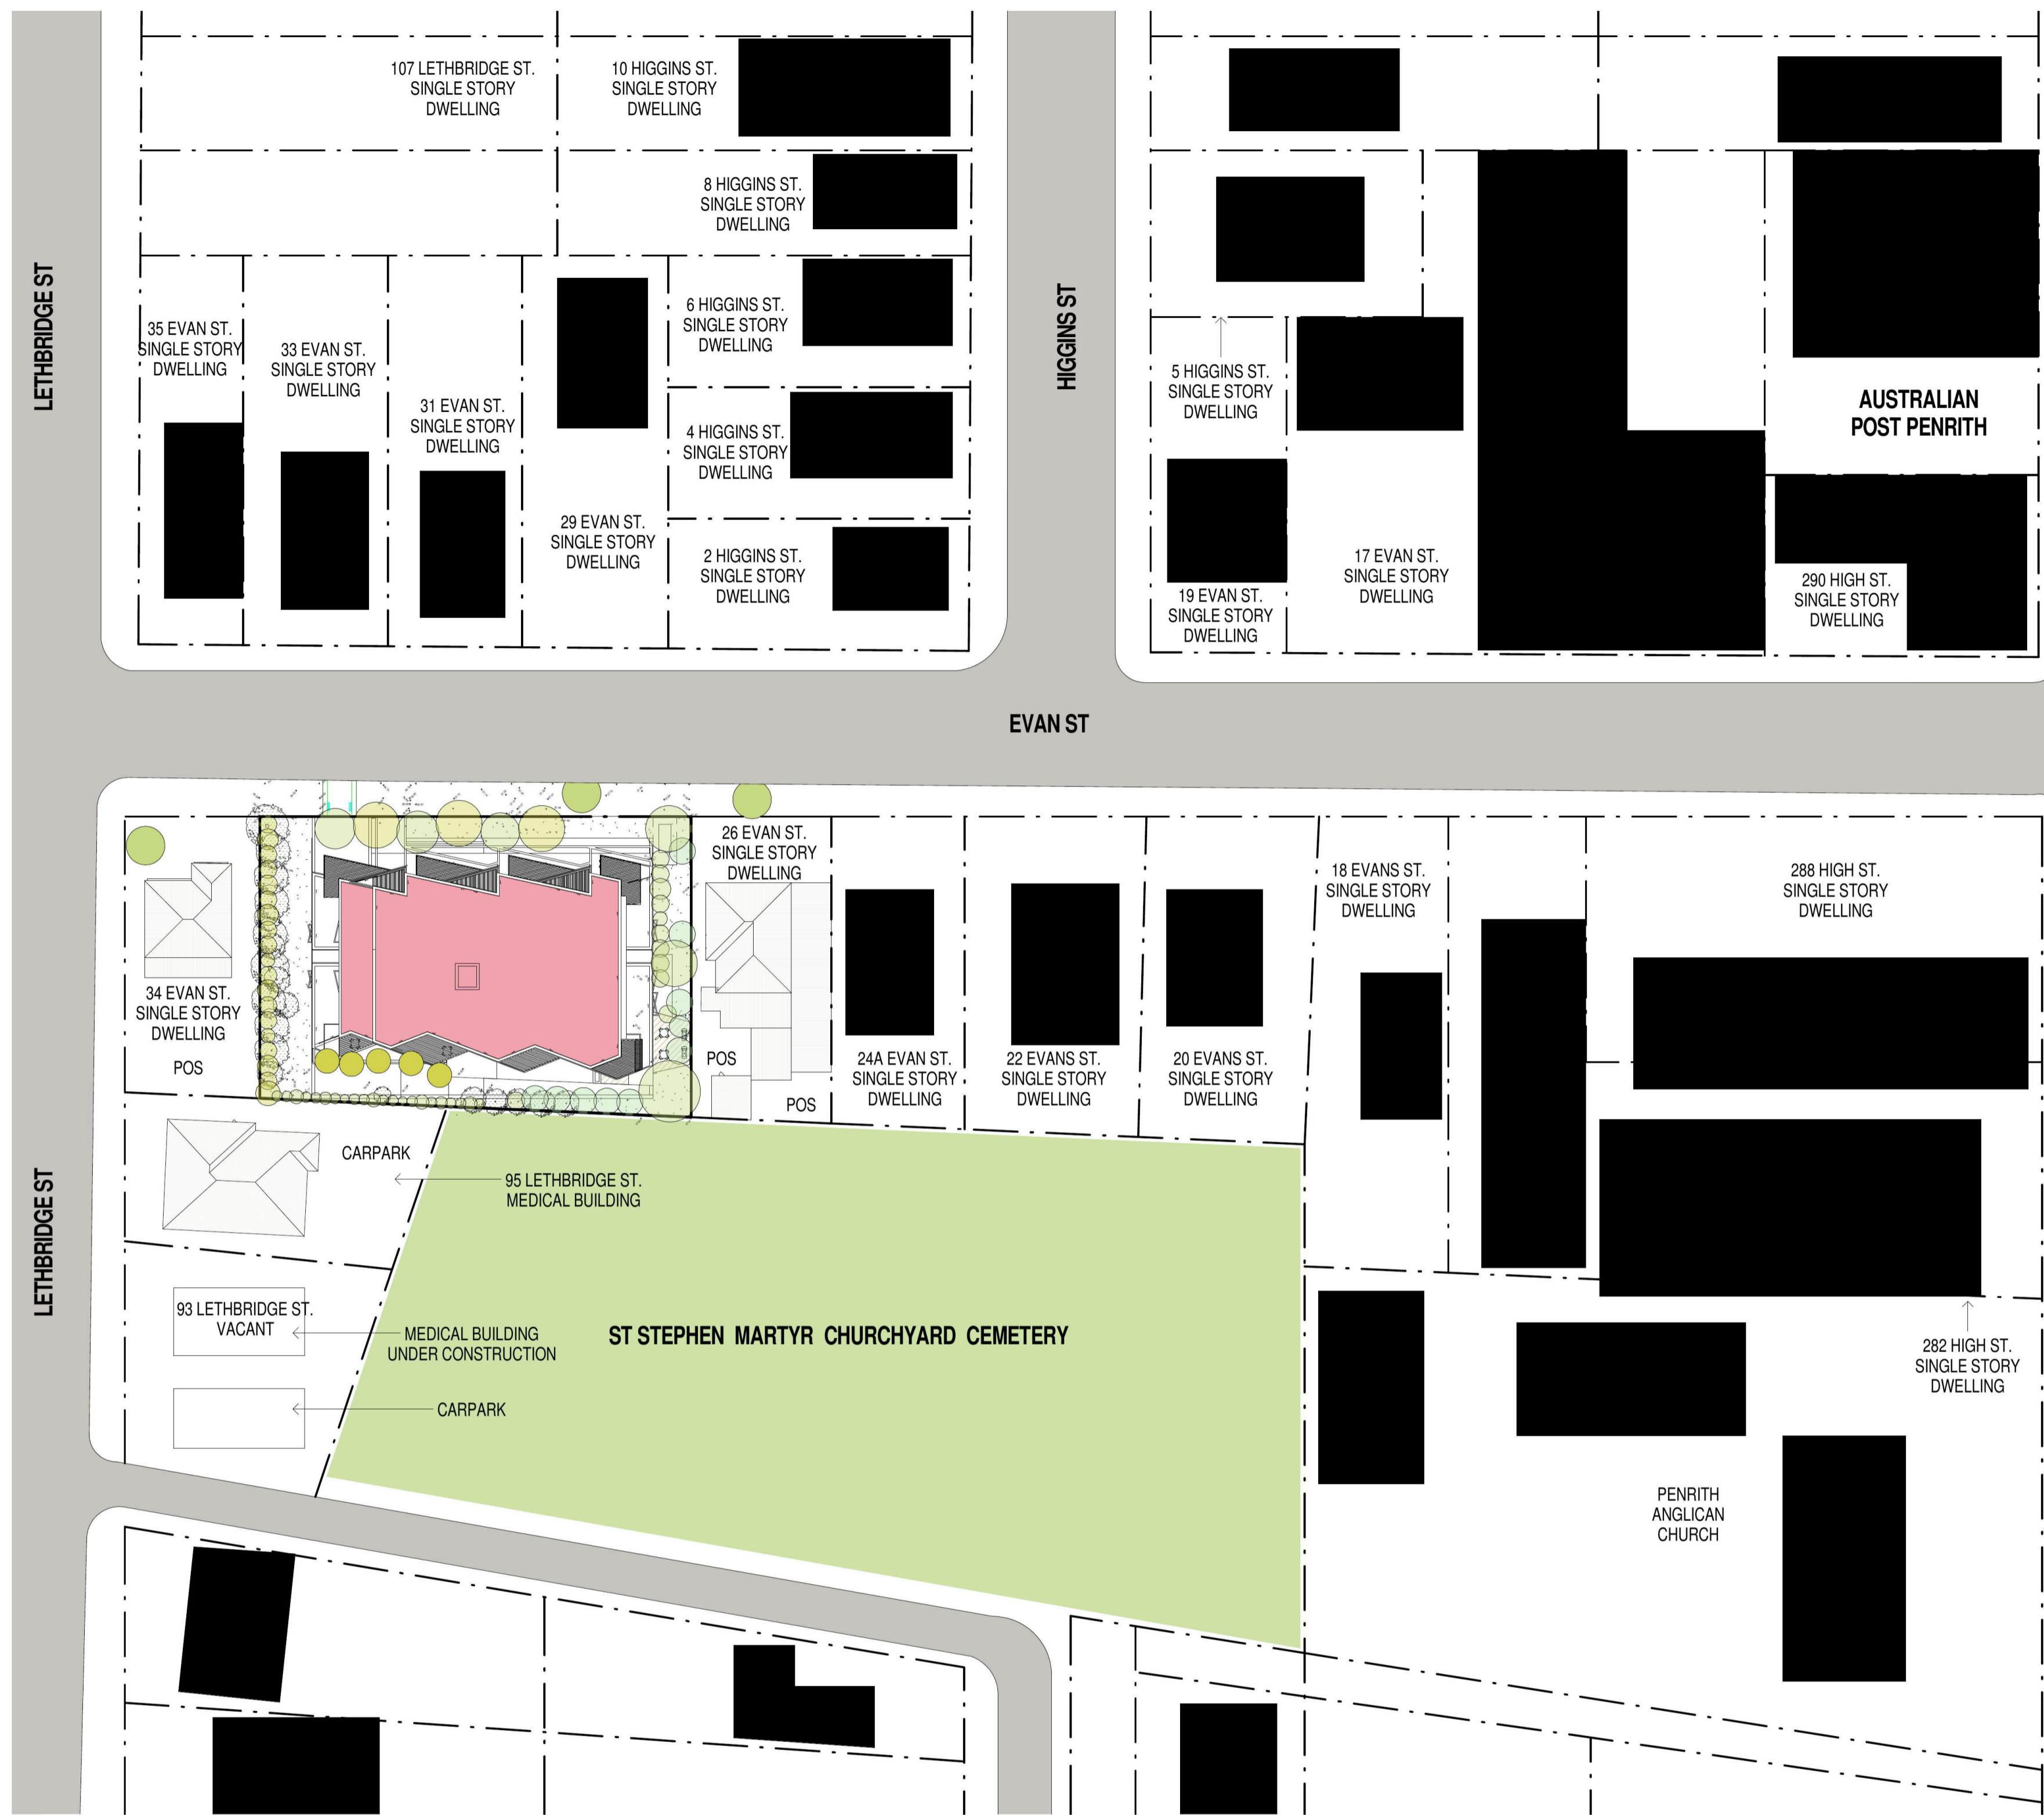 107 LETHBRIDGE ST.
SINGLE STORY
DWELLING
10 HIGGINS ST.
SINGLE STORY
DWELLING
8 HIGGINS ST.
SINGLE STORY
DWELLING
LETHBRIDGE ST
35 EVAN ST.
SINGLE STORY
DWELLING
33 EVAN ST.
SINGLE STORY
DWELLING
31 EVAN ST.
SINGLE STORY
DWELLING
29 EVAN ST.
SINGLE STORY
DWELLING
6 HIGGINS ST.
SINGLE STORY
DWELLING
4 HIGGINS ST.
SINGLE STORY
DWELLING
2 HIGGINS ST.
SINGLE STORY
DWELLING
HIGGINS ST
5 HIGGINS ST.
SINGLE STORY
DWELLING
19 EVAN ST.
SINGLE STORY
DWELLING
17 EVAN ST.
SINGLE STORY
DWELLING
AUSTRALIAN
POST PENRITH
290 HIGH ST.
SINGLE STORY
DWELLING
EVAN ST
34 EVAN ST.
SINGLE STORY
DWELLING
POS
26 EVAN ST.
SINGLE STORY
DWELLING
POS
POS
24A EVAN ST.
SINGLE STORY
DWELLING
22 EVANS ST.
SINGLE STORY
DWELLING
20 EVANS ST.
SINGLE STORY
DWELLING
18 EVANS ST.
SINGLE STORY
DWELLING
288 HIGH ST.
SINGLE STORY
DWELLING
LETHBRIDGE ST
CARPARK
95 LETHBRIDGE ST.
MEDICAL BUILDING
93 LETHBRIDGE ST.
VACANT
MEDICAL BUILDING
UNDER CONSTRUCTION
CARPARK
ST STEPHEN MARTYR CHURCHYARD CEMETERY
282 HIGH ST.
SINGLE STORY
DWELLING
PENRITH
ANGLICAN
CHURCH